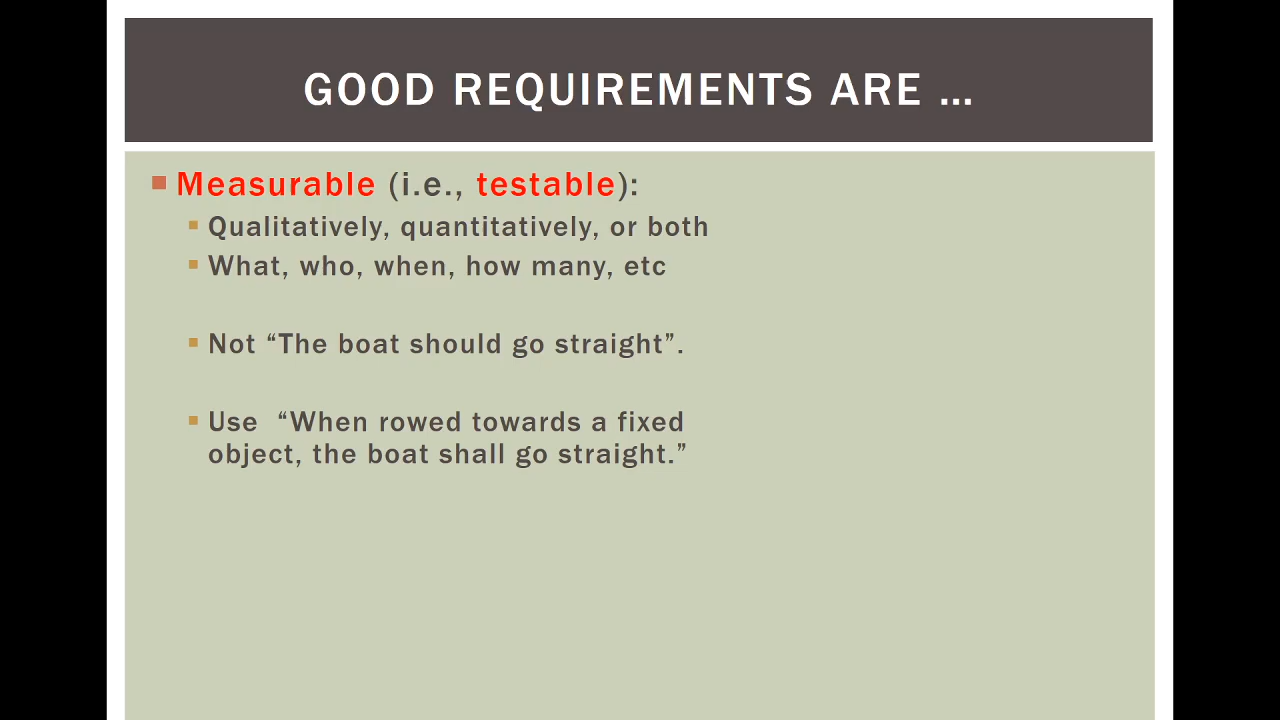 GOOD REQUIREMENTS ARE …
Measurable (i.e., testable):
Qualitatively, quantitatively, or both
What, who, when, how many, etc
Not “The boat should go straight”.
Use “When rowed towards a fixed
object, the boat shall go straight.”